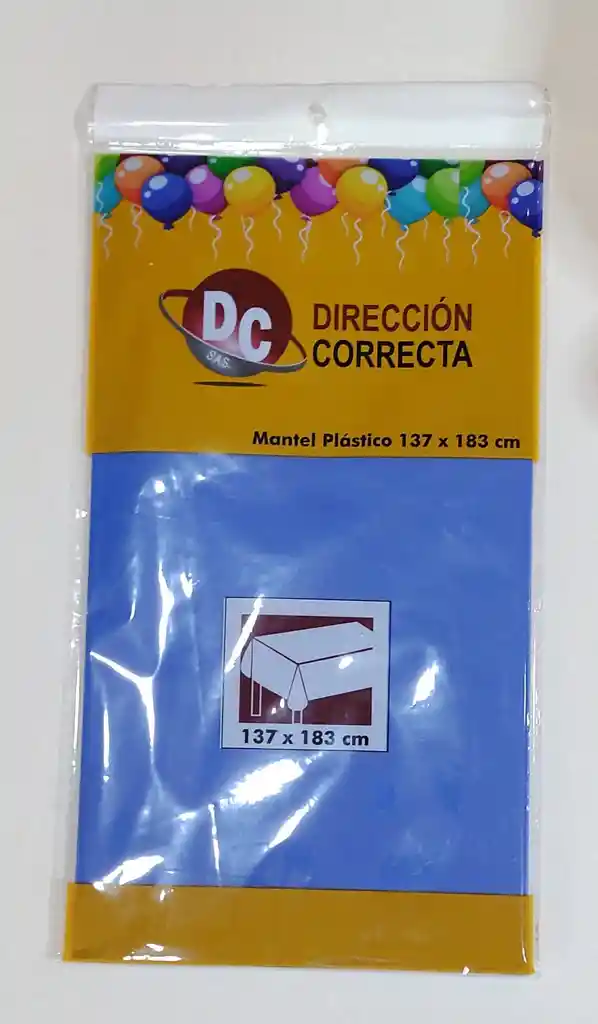 DC
S.A.S.
DIRECCIÓN
CORRECTA
Mantel Plástico 137 x 183 cm
137 x 183 cm